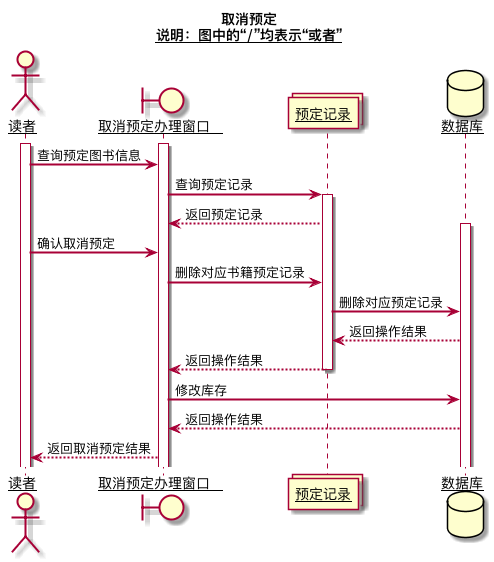 取消预定
说明：图中的“/”均表示“或者”
读者
取消预定办理窗口
预定记录
数据库
查询预定图书信息
查询预定记录
返回预定记录
确认取消预定
删除对应书籍预定记录
删除对应预定记录
返回操作结果
返回操作结果
修改库存
返回操作结果
返回取消预定结果
读者
取消预定办理窗口
预定记录
数据库